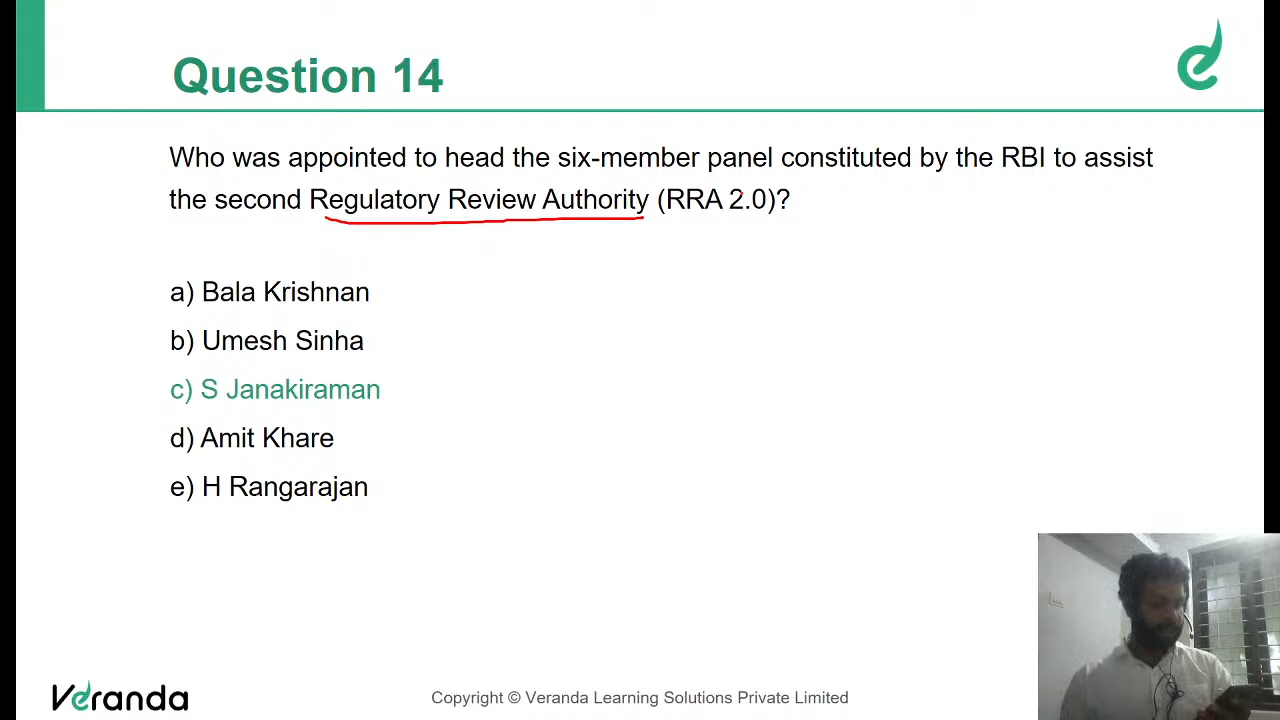 Question 14
Who was appointed to head the six-member panel constituted by the RBI to assist
the second Regulatory Review Authority (RRA 2.0)?
a) Bala Krishnan
b) Umesh Sinha
c) S Janakiraman
d) Amit Khare
e) H Rangarajan
Veranda
Copyright © Veranda Learning Solutions Private Limited